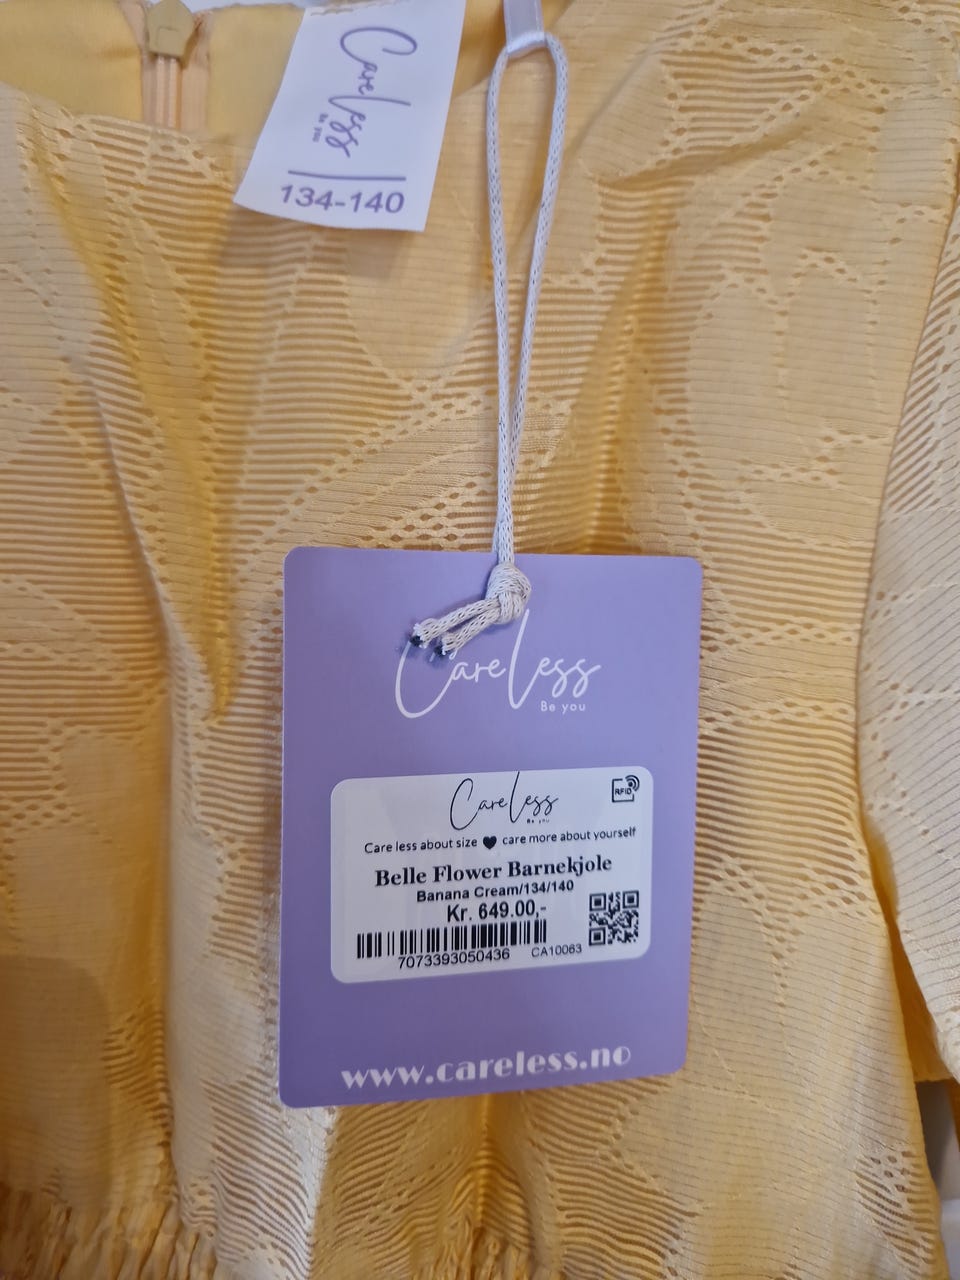 Careless
Be you
134-140
Careless
Be you
Careless
Be you
RFID
Care less about size ♥ care more about yourself
Belle Flower Barnekjole
Banana Cream/134/140
Kr. 649.00,-
7073393050436 CA10063
www.careless.no